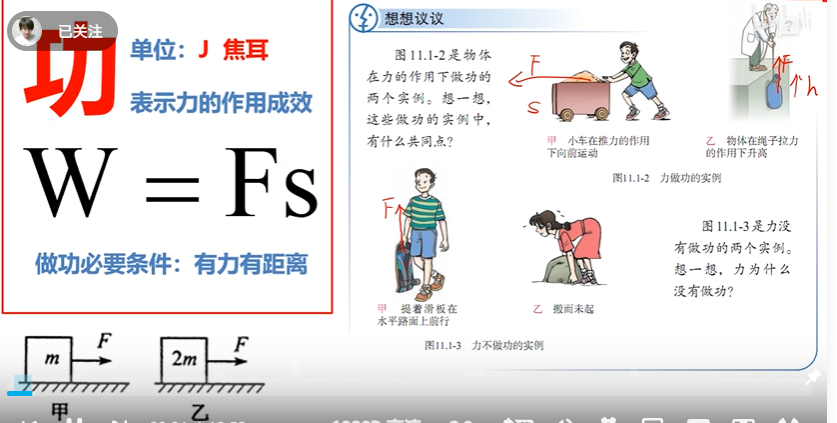 已关注
功
单位：J 焦耳
表示力的作用成效
W = Fs
做功必要条件：有力有距离
想想议议
图 11.1-2 是物体
在力的作用下做功的
两个实例。想一想，
这些做功的实例中，
有什么共同点？
F
S
F
h
甲 小车在推力的作用
下向前运动
乙 物体在绳子拉力
的作用下升高
图11.1-2 力做功的实例
F
甲 提着滑板在
水平路面上前行
乙 搬而未起
图 11.1-3 是力没
有做功的两个实例。
想一想，力为什么
没有做功？
图11.1-3 力不做功的实例
m
F
甲
2m
F
乙